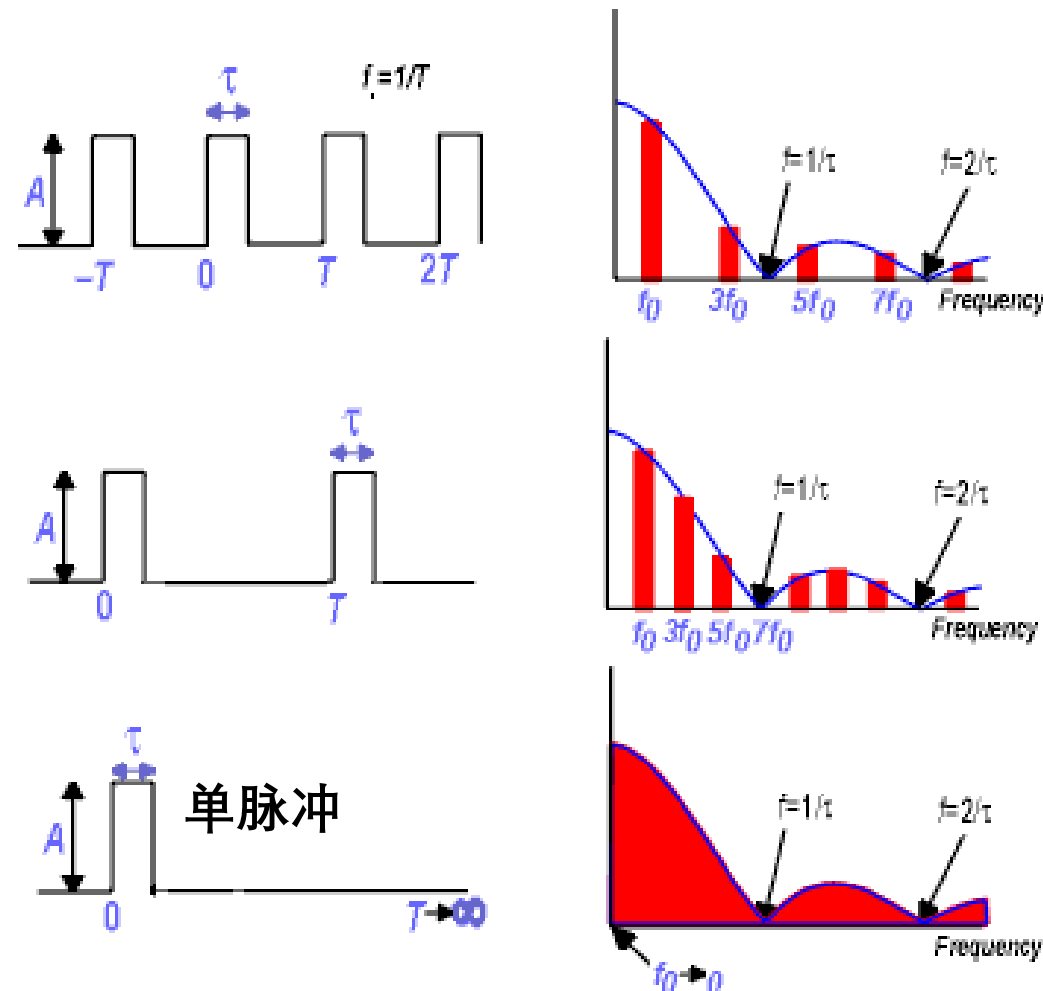 τ
f=1/T
A
−T 0 T 2T
f=1/τ
f=2/τ
f₀ 3f₀ 5f₀ 7f₀ Frequency
τ
A
0 T
f=1/τ
f=2/τ
f₀ 3f₀ 5f₀ 7f₀ Frequency
τ
单脉冲
A
0 T→∞
f=1/τ
f=2/τ
Frequency
f₀→0